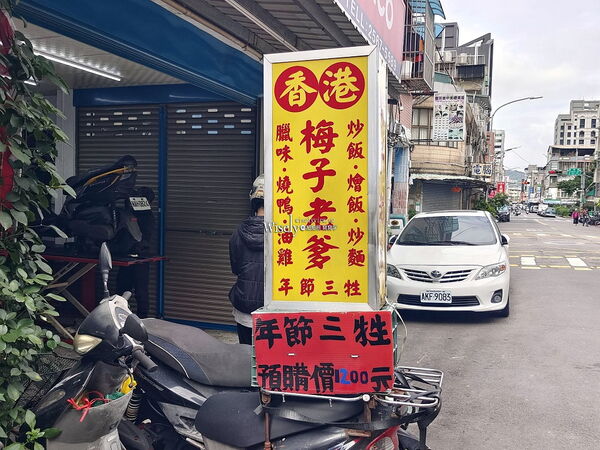 香港
炒飯·燴飯·炒麵
梅子老爹
臘味·燒鴨·油雞
年節三牲
年節三牲
預購價1200元
AKF·9085